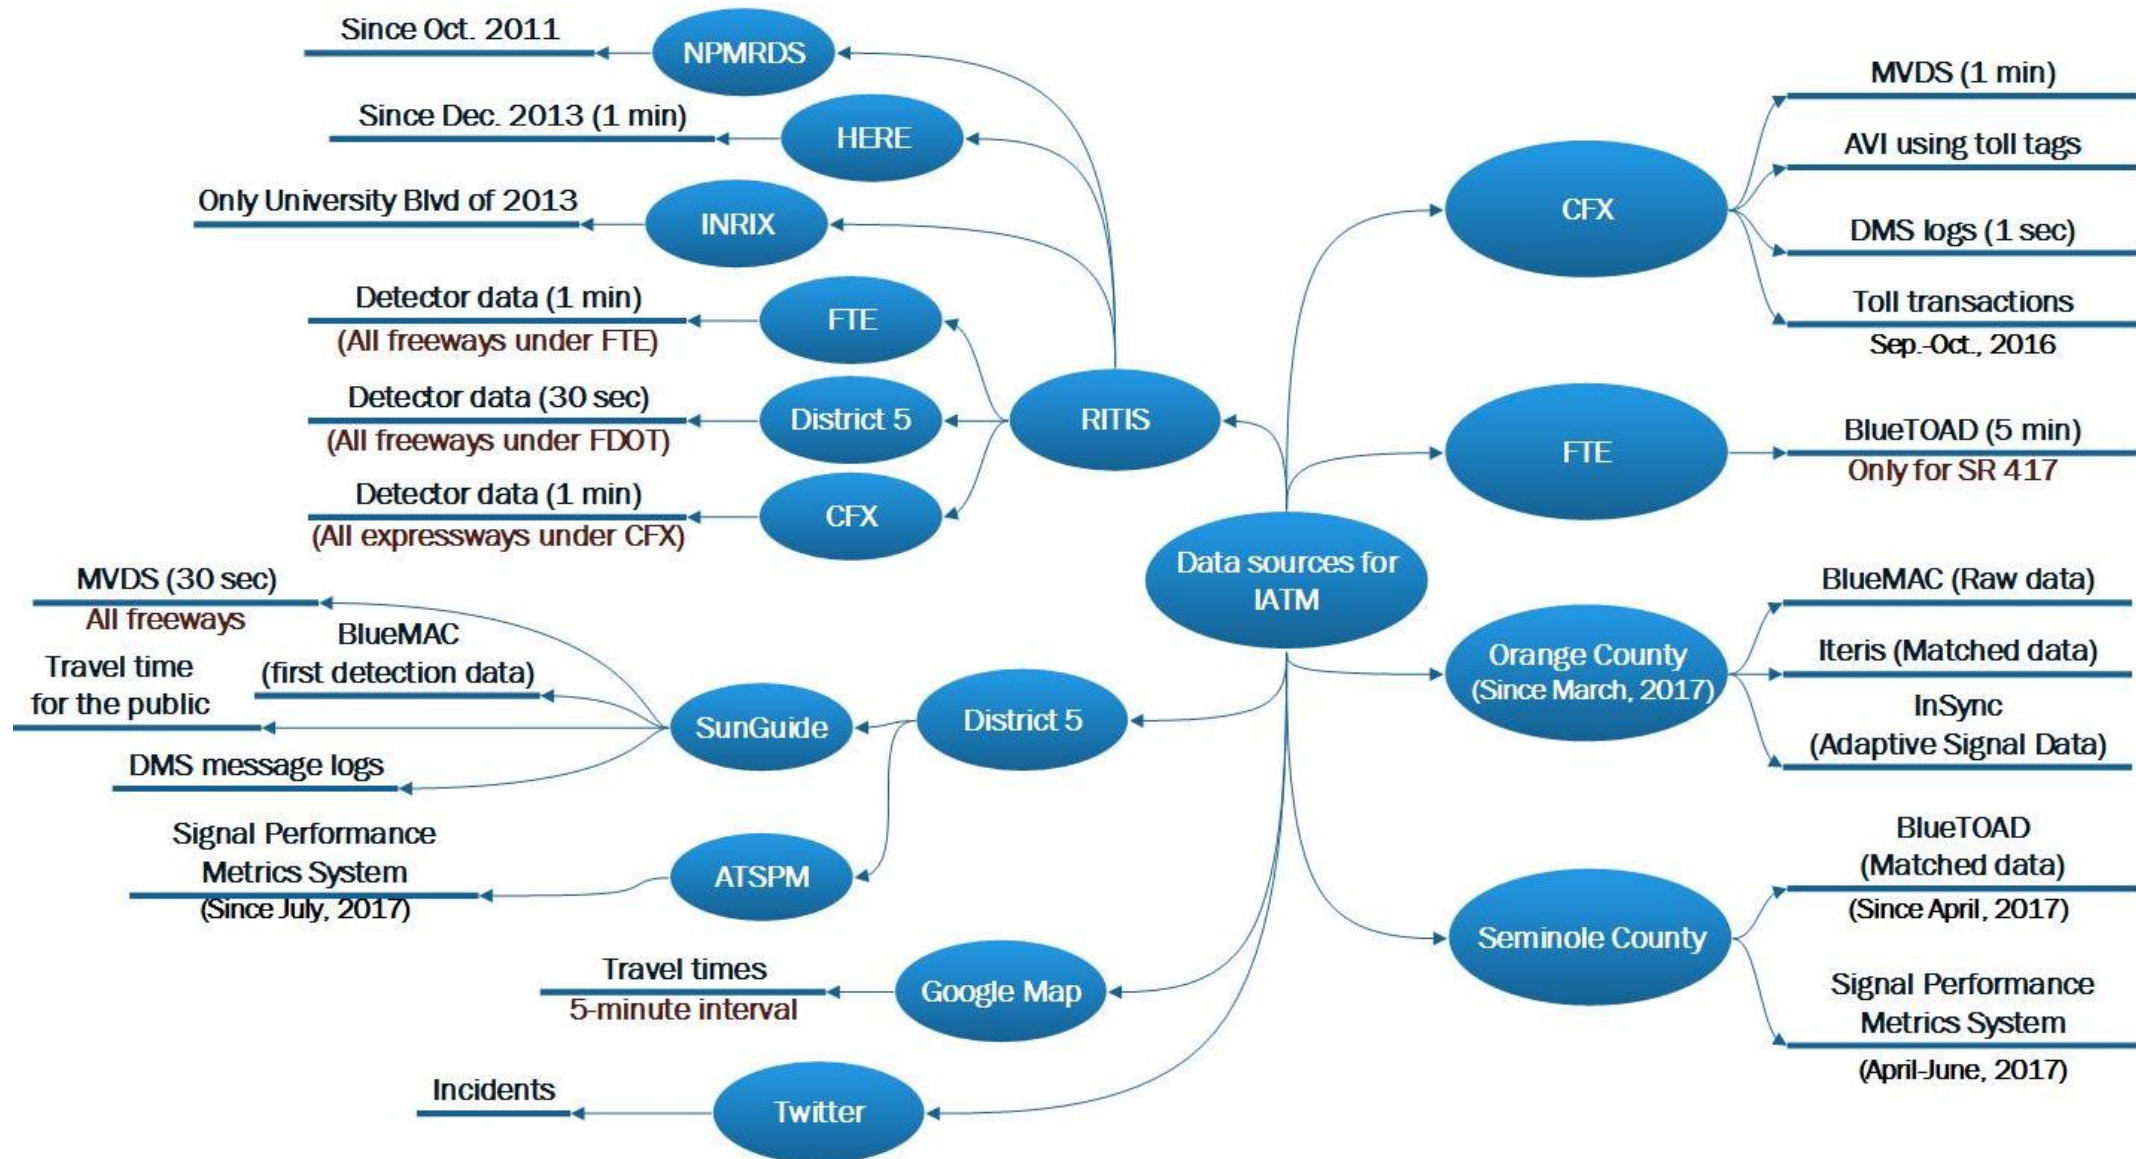 Since Oct. 2011
NPMRDS
Since Dec. 2013 (1 min)
HERE
Only University Blvd of 2013
INRIX
Detector data (1 min)
(All freeways under FTE)
FTE
Detector data (30 sec)
(All freeways under FDOT)
District 5
Detector data (1 min)
(All expressways under CFX)
CFX
RITIS
MVDS (30 sec)
All freeways
BlueMAC
(first detection data)
Travel time
for the public
DMS message logs
SunGuide
District 5
Signal Performance
Metrics System
(Since July, 2017)
ATSPM
Travel times
5-minute interval
Google Map
Incidents
Twitter
Data sources for
IATM
CFX
MVDS (1 min)
AVI using toll tags
DMS logs (1 sec)
Toll transactions
Sep.-Oct., 2016
FTE
BlueTOAD (5 min)
Only for SR 417
Orange County
(Since March, 2017)
BlueMAC (Raw data)
Iteris (Matched data)
InSync
(Adaptive Signal Data)
Seminole County
BlueTOAD
(Matched data)
(Since April, 2017)
Signal Performance
Metrics System
(April-June, 2017)